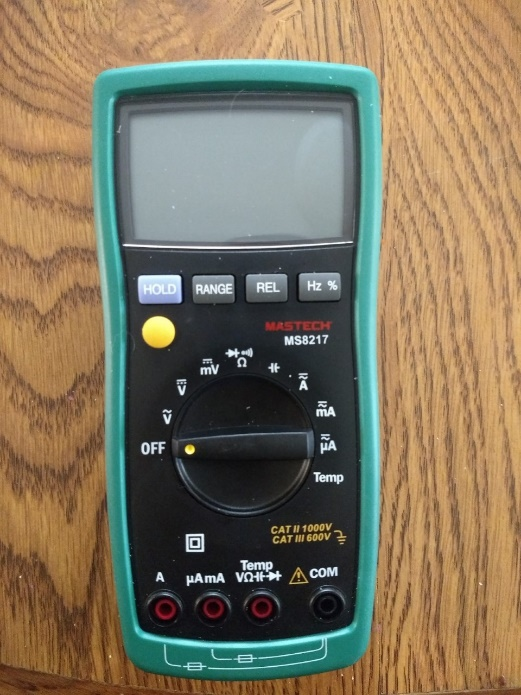 HOLD RANGE REL Hz %
MASTECH
MS8217
mV Ω
V A
V mA
OFF µA
Temp
CAT II 1000V
CAT III 600V
Temp
A µAmA VΩ COM